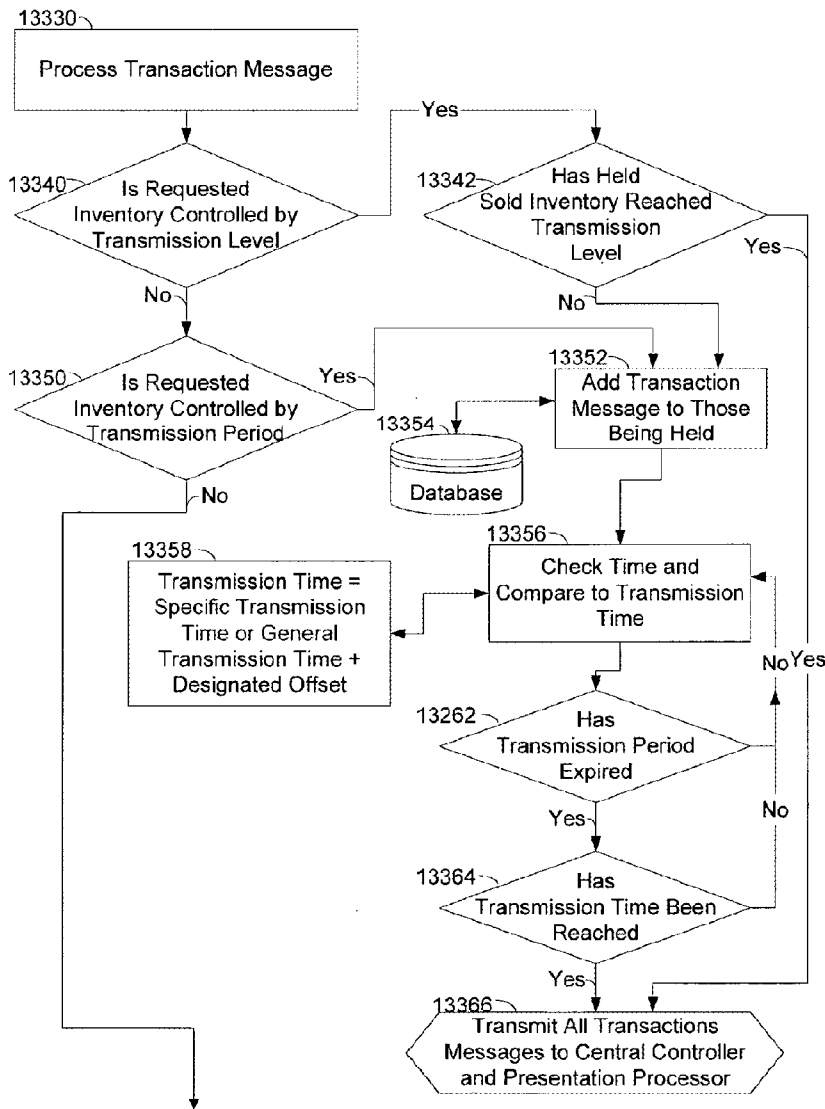 13330
Process Transaction Message
Yes
13340
Is Requested
Inventory Controlled by
Transmission Level
13342
Has Held
Sold Inventory Reached
Transmission
Level
Yes
No
No
13350
Is Requested
Inventory Controlled by
Transmission Period
Yes
13352
Add Transaction
Message to Those
Being Held
13354
Database
No
13356
Check Time and
Compare to Transmission
Time
13358
Transmission Time =
Specific Transmission
Time or General
Transmission Time +
Designated Offset
No
Yes
13262
Has
Transmission Period
Expired
Yes
No
13364
Has
Transmission Time Been
Reached
Yes
13366
Transmit All Transactions
Messages to Central Controller
and Presentation Processor